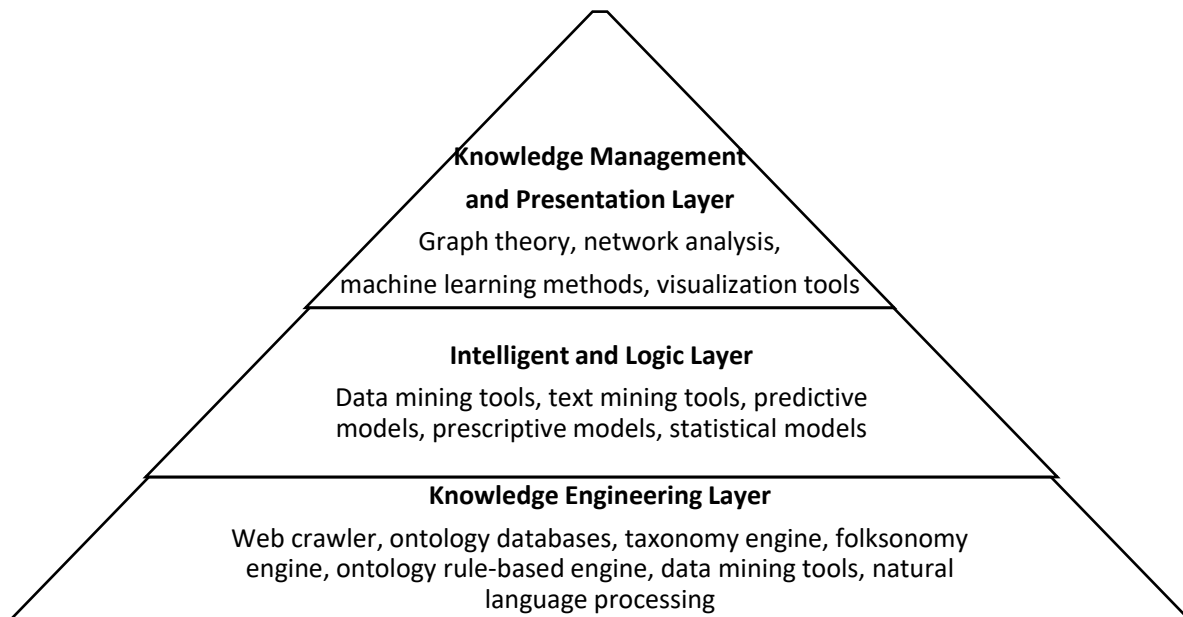 Knowledge Management
and Presentation Layer
Graph theory, network analysis,
machine learning methods, visualization tools
Intelligent and Logic Layer
Data mining tools, text mining tools, predictive
models, prescriptive models, statistical models
Knowledge Engineering Layer
Web crawler, ontology databases, taxonomy engine, folksonomy
engine, ontology rule-based engine, data mining tools, natural
language processing